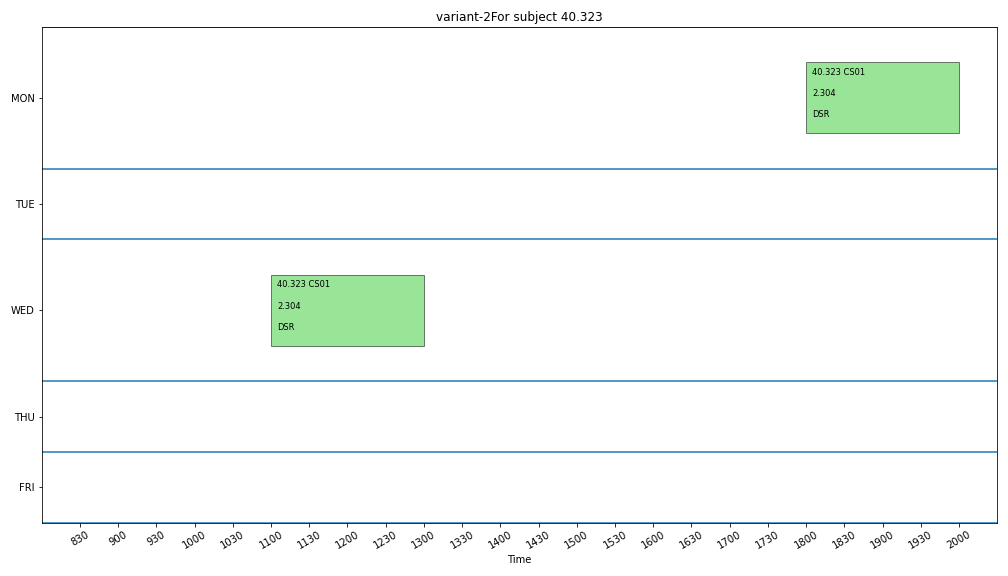 variant-2For subject 40.323
MON
40.323 CS01
2.304
DSR
TUE
WED
40.323 CS01
2.304
DSR
THU
FRI
830 900 930 1000 1030 1100 1130 1200 1230 1300 1330 1400 1430 1500 1530 1600 1630 1700 1730 1800 1830 1900 1930 2000
Time